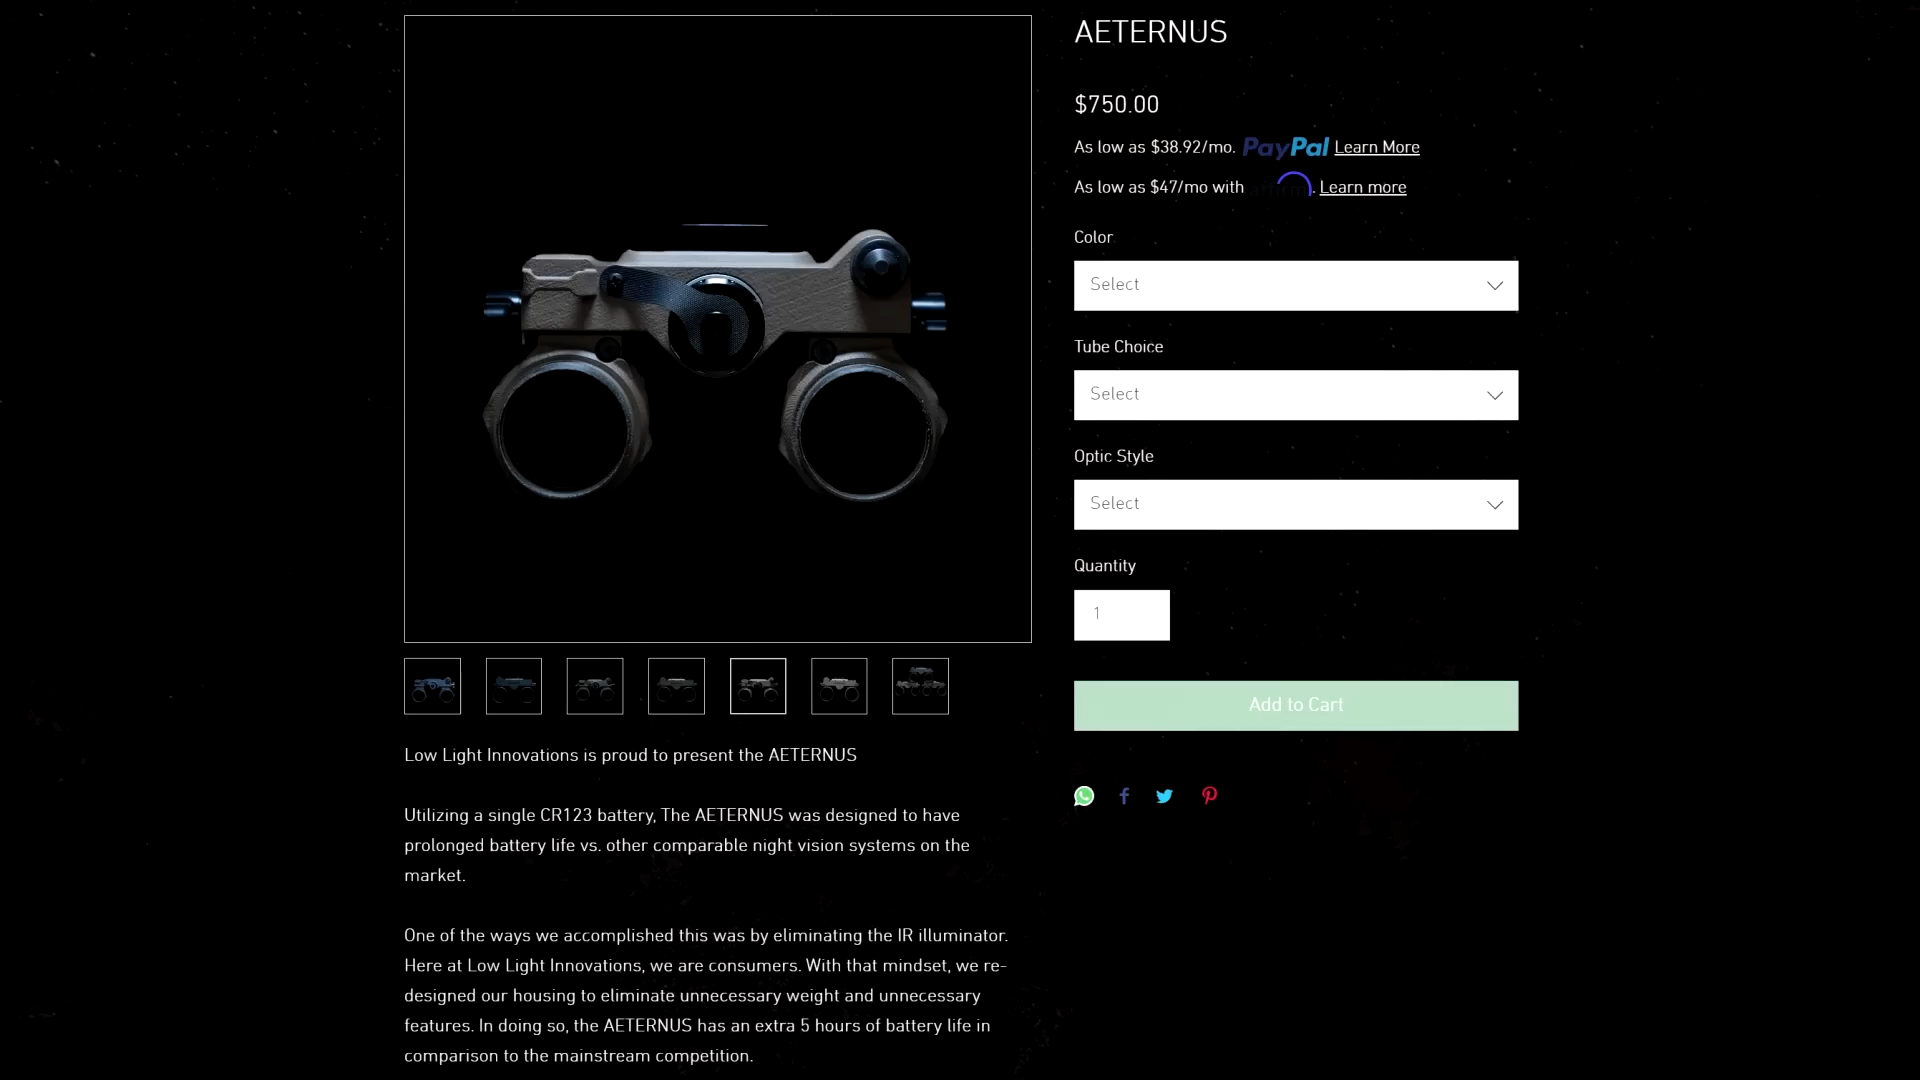 AETERNUS
$750.00
As low as $38.92/mo. PayPal Learn More
As low as $47/mo with affirm. Learn more
Color
Select
Tube Choice
Select
Optic Style
Select
Quantity
1
Add to Cart
Low Light Innovations is proud to present the AETERNUS
Utilizing a single CR123 battery, The AETERNUS was designed to have
prolonged battery life vs. other comparable night vision systems on the
market.
One of the ways we accomplished this was by eliminating the IR illuminator.
Here at Low Light Innovations, we are consumers. With that mindset, we re-
designed our housing to eliminate unnecessary weight and unnecessary
features. In doing so, the AETERNUS has an extra 5 hours of battery life in
comparison to the mainstream competition.